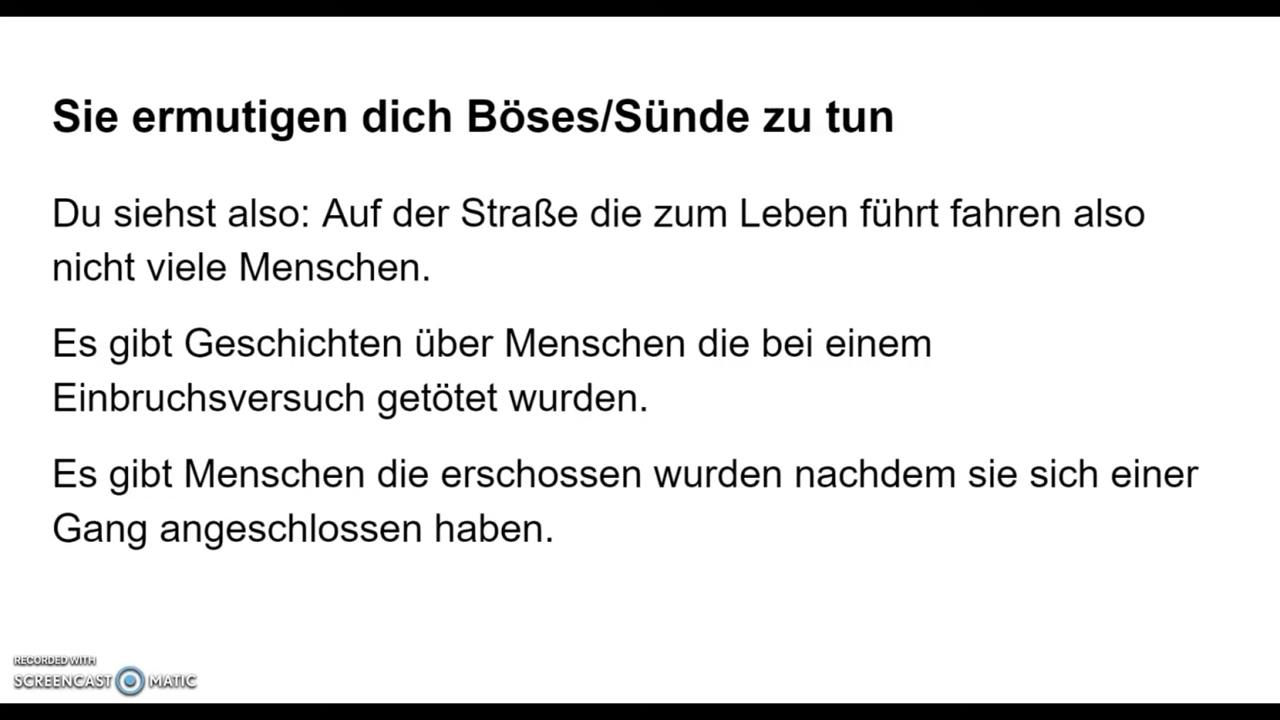 Sie ermutigen dich Böses/Sünde zu tun
Du siehst also: Auf der Straße die zum Leben führt fahren also
nicht viele Menschen.
Es gibt Geschichten über Menschen die bei einem
Einbruchsversuch getötet wurden.
Es gibt Menschen die erschossen wurden nachdem sie sich einer
Gang angeschlossen haben.
RECORDED WITH
SCREENCAST MATIC